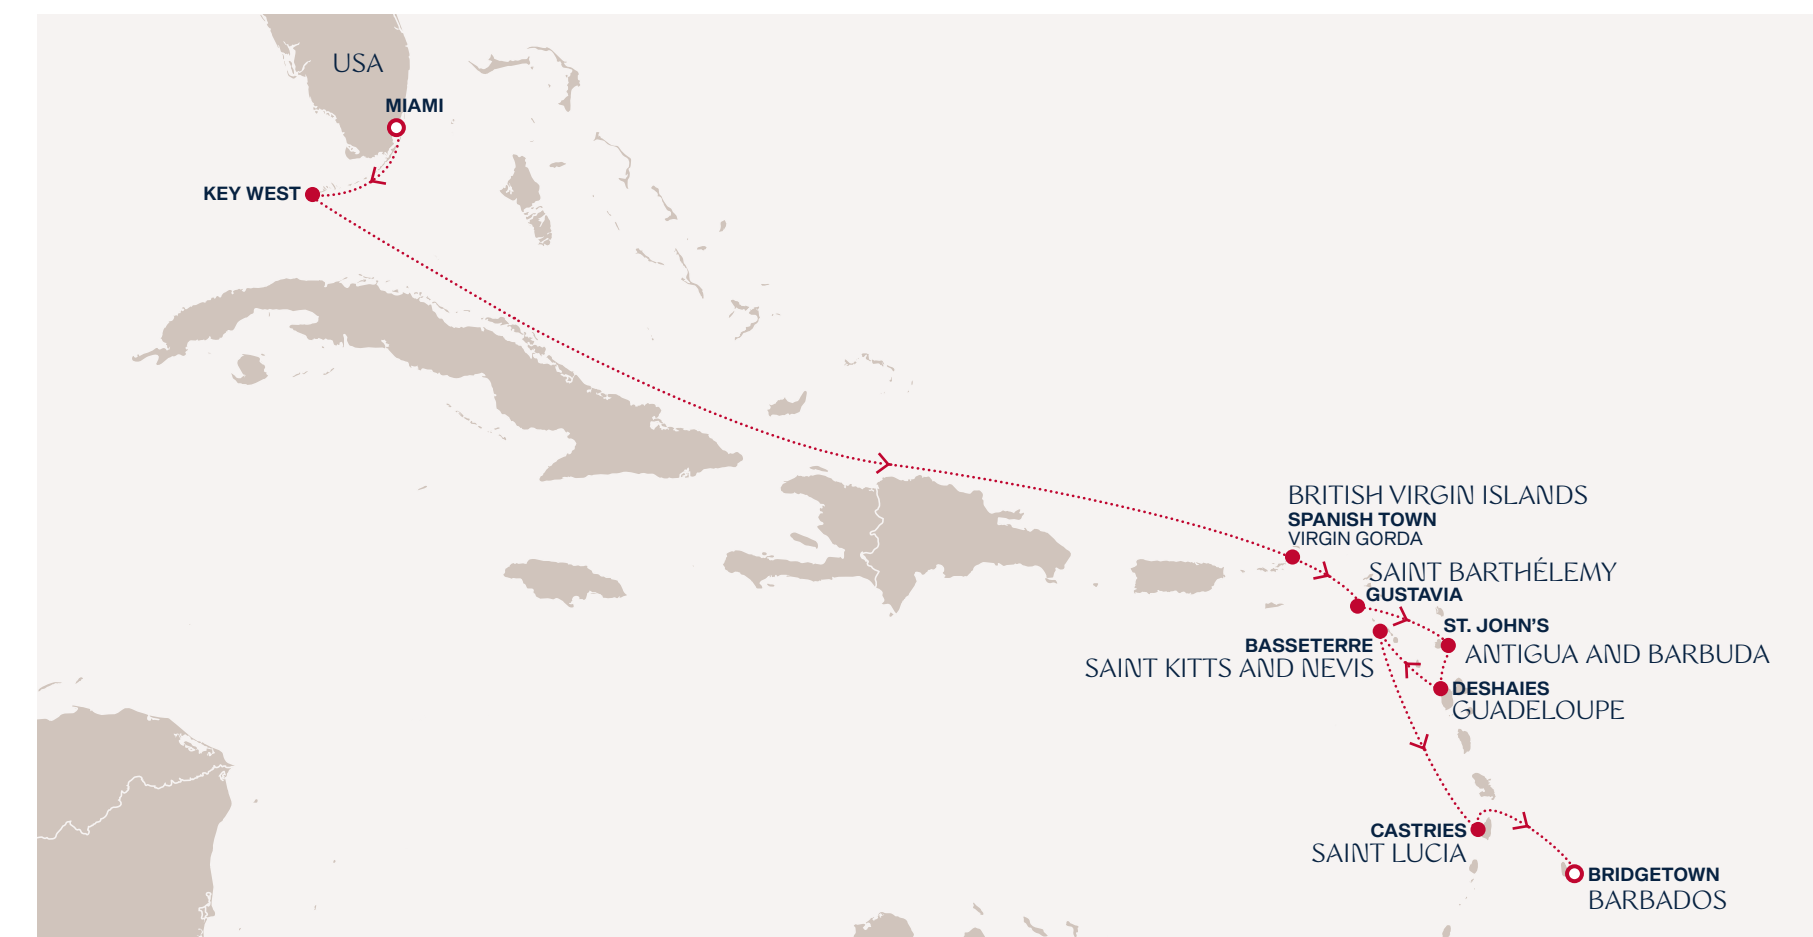 USA
MIAMI
KEY WEST
BRITISH VIRGIN ISLANDS
SPANISH TOWN
VIRGIN GORDA
SAINT BARTHÉLEMY
GUSTAVIA
ST. JOHN'S
ANTIGUA AND BARBUDA
BASSETERRE
SAINT KITTS AND NEVIS
DESHAIES
GUADELOUPE
CASTRIES
SAINT LUCIA
BRIDGETOWN
BARBADOS